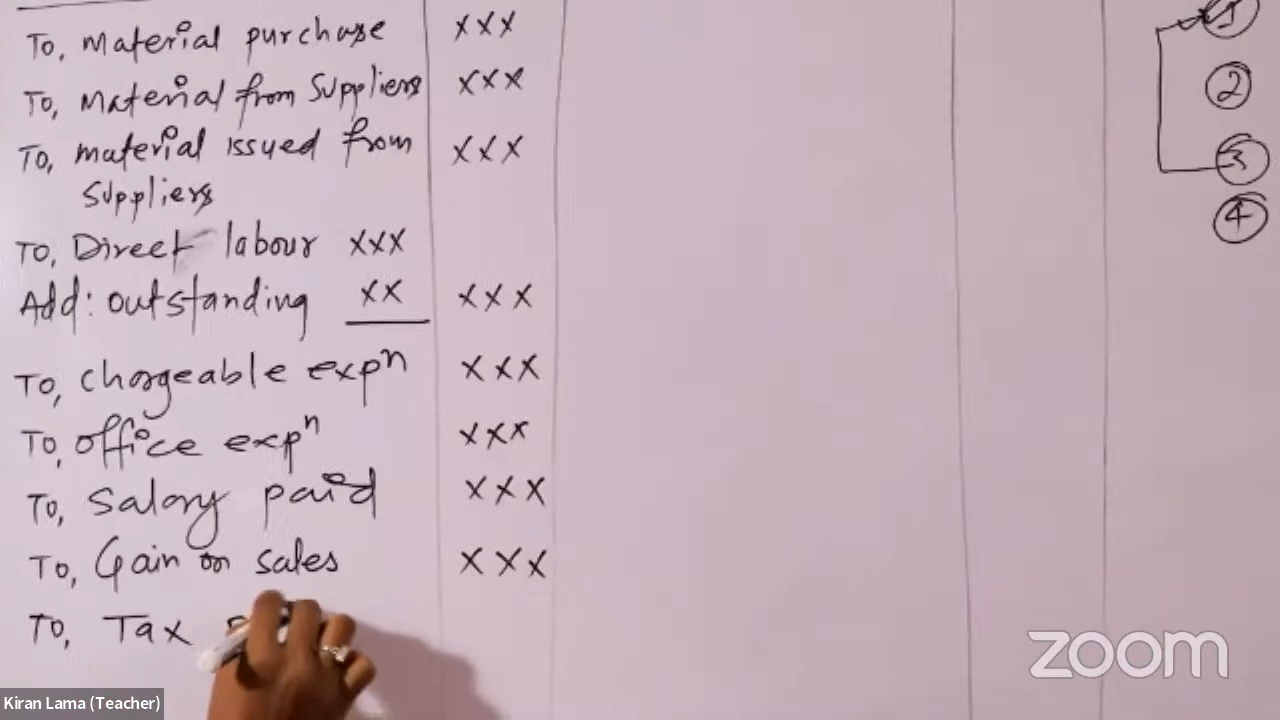 To, Material purchase XXX
To, Material from Suppliers XXX
To, material issued from XXX
Suppliers
To, Direct labour XXX
Add: outstanding XX XXX
To, chargeable expn XXX
To, office expn XXX
To, Salary paid XXX
To, Gain on sales XXX
To, Tax
1
2
3
4
zoom
Kiran Lama (Teacher)